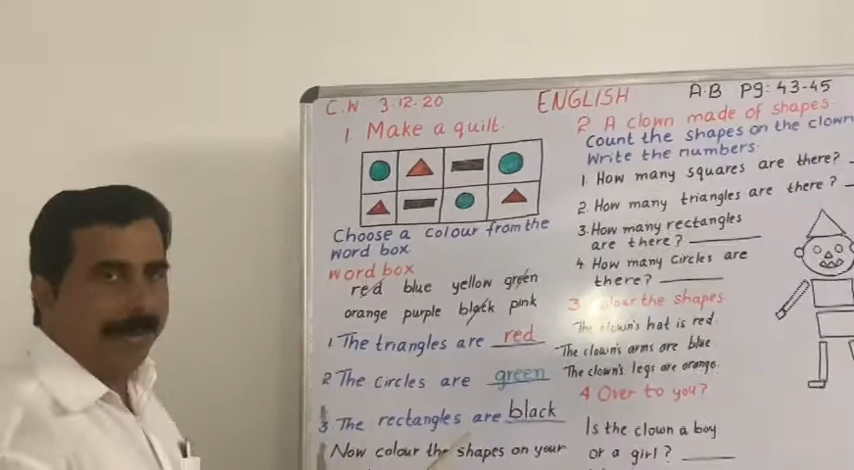 C.W 3.12.20
ENGLISH
A.B Pg: 43-45
1. Make a quilt.
Choose a colour from the
word box.
word box
red blue yellow green
orange purple black pink
1 The triangles are red
2 The circles are green
3 The rectangles are black
Now colour the shapes on your
2 A clown made of shapes.
Count the shapes on the clown
Write the numbers.
1. How many squares are there?
2. How many triangles are there?
3. How many rectangles
are there?
4 How many circles are
there?
3 the shapes
The clown's hat is red.
The clown's arms are blue
The clown's legs are orange.
4 Over to you?
Is the clown a boy
or a girl?